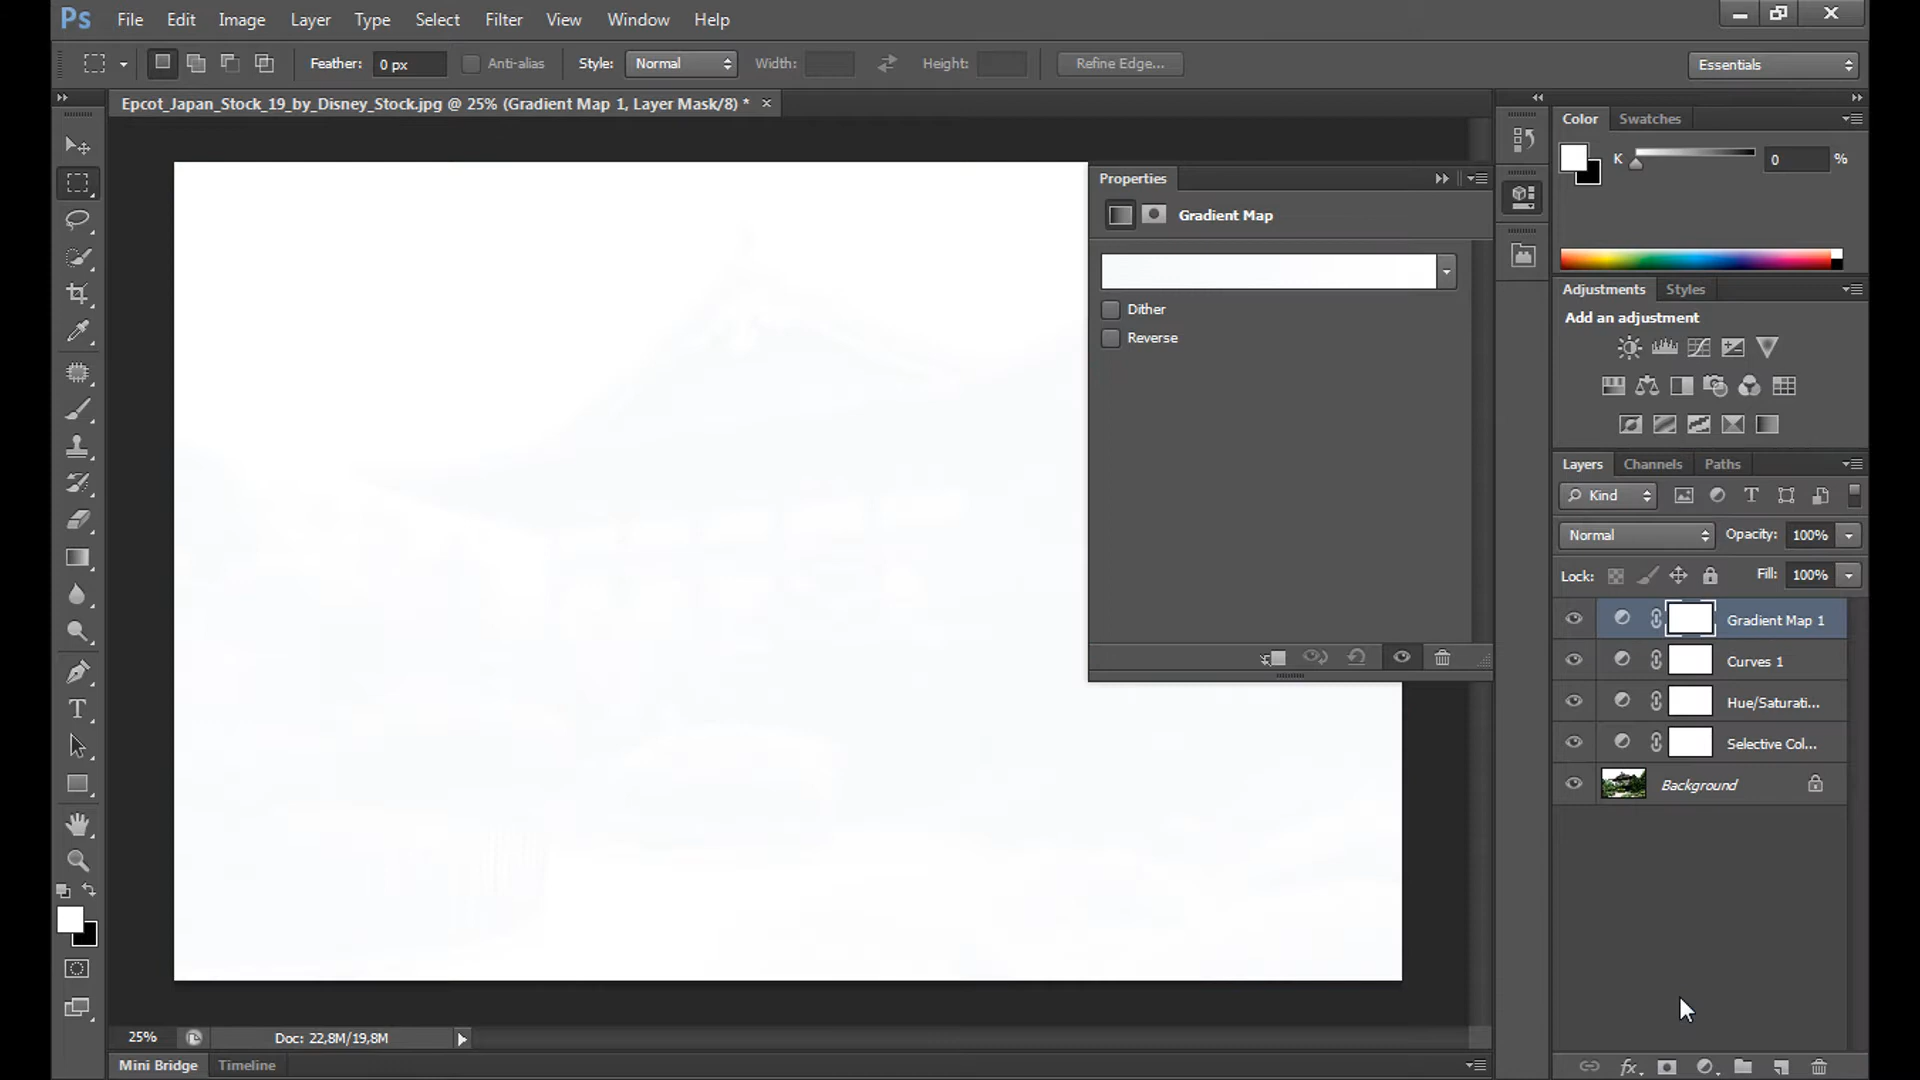 Ps File Edit Image Layer Type Select Filter View Window Help
Feather: 0 px Anti-alias Style: Normal Width: Height: Refine Edge... Essentials
Epcot_Japan_Stock_19_by_Disney_Stock.jpg @ 25% (Gradient Map 1, Layer Mask/8) * ×
Color Swatches
K 0 %
Properties
Gradient Map
Dither
Reverse
Adjustments Styles
Add an adjustment
Layers Channels Paths
Kind
Normal Opacity: 100%
Lock: Fill: 100%
Gradient Map 1
Curves 1
Hue/Saturati...
Selective Col...
Background
25% Doc: 22,8M/19,8M
Mini Bridge Timeline